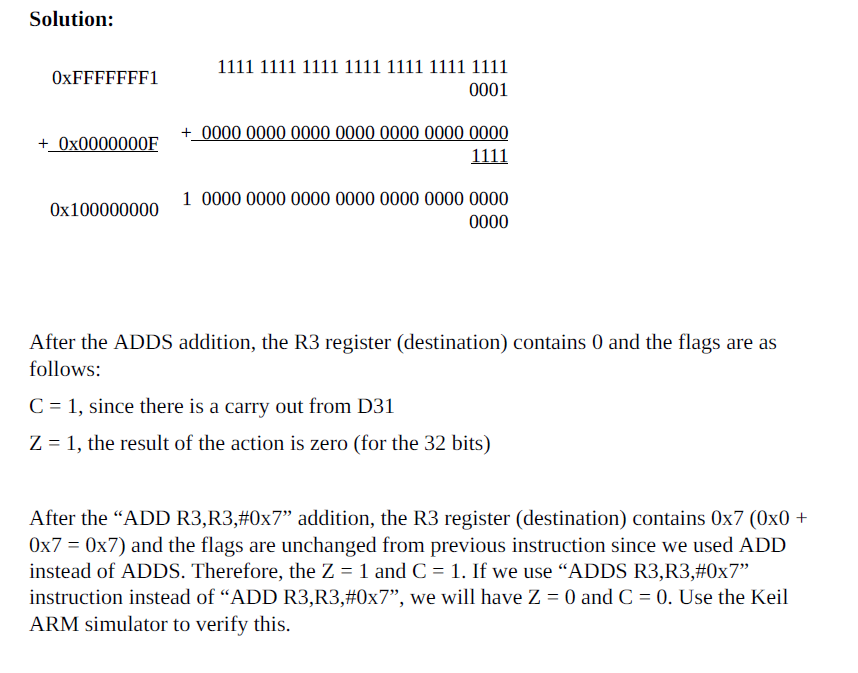 Solution:
0xFFFFFFF1
1111 1111 1111 1111 1111 1111 1111
0001
+ 0x0000000F
+ 0000 0000 0000 0000 0000 0000 0000
1111
0x100000000
1 0000 0000 0000 0000 0000 0000 0000
0000
After the ADDS addition, the R3 register (destination) contains 0 and the flags are as
follows:
C = 1, since there is a carry out from D31
Z = 1, the result of the action is zero (for the 32 bits)
After the “ADD R3,R3,#0x7” addition, the R3 register (destination) contains 0x7 (0x0 +
0x7 = 0x7) and the flags are unchanged from previous instruction since we used ADD
instead of ADDS. Therefore, the Z = 1 and C = 1. If we use “ADDS R3,R3,#0x7”
instruction instead of “ADD R3,R3,#0x7”, we will have Z = 0 and C = 0. Use the Keil
ARM simulator to verify this.